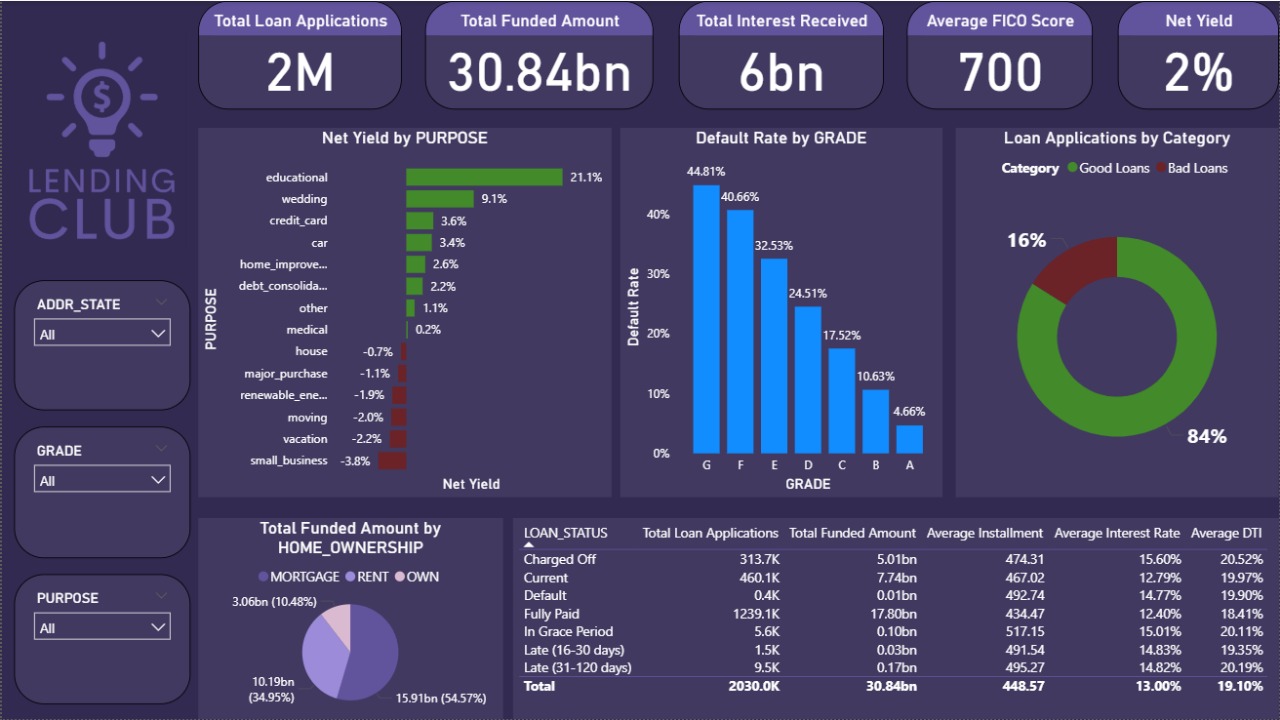 LENDING
CLUB
$
Total Loan Applications
2M
Total Funded Amount
30.84bn
Total Interest Received
6bn
Average FICO Score
700
Net Yield
2%
ADDR_STATE
All
GRADE
All
PURPOSE
All
Net Yield by PURPOSE
PURPOSE
educational 21.1%
wedding 9.1%
credit_card 3.6%
car 3.4%
home_improve... 2.6%
debt_consolida... 2.2%
other 1.1%
medical 0.2%
house -0.7%
major_purchase -1.1%
renewable_ene... -1.9%
moving -2.0%
vacation -2.2%
small_business -3.8%
Net Yield
Default Rate by GRADE
Default Rate
40%
30%
20%
10%
0%
44.81%
40.66%
32.53%
24.51%
17.52%
10.63%
4.66%
G F E D C B A
GRADE
Loan Applications by Category
Category Good Loans Bad Loans
16%
84%
Total Funded Amount by
HOME_OWNERSHIP
MORTGAGE RENT OWN
3.06bn (10.48%)
10.19bn
(34.95%)
15.91bn (54.57%)
LOAN_STATUS Total Loan Applications Total Funded Amount Average Installment Average Interest Rate Average DTI
Charged Off 313.7K 5.01bn 474.31 15.60% 20.52%
Current 460.1K 7.74bn 467.02 12.79% 19.97%
Default 0.4K 0.01bn 492.74 14.77% 19.90%
Fully Paid 1239.1K 17.80bn 434.47 12.40% 18.41%
In Grace Period 5.6K 0.10bn 517.15 15.01% 20.11%
Late (16-30 days) 1.5K 0.03bn 491.54 14.83% 19.35%
Late (31-120 days) 9.5K 0.17bn 495.27 14.82% 20.19%
Total 2030.0K 30.84bn 448.57 13.00% 19.10%